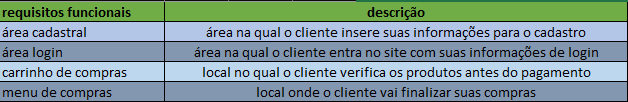 requisitos funcionais descrição
área cadastral área na qual o cliente insere suas informações para o cadastro
área login área na qual o cliente entra no site com suas informações de login
carrinho de compras local no qual o cliente verifica os produtos antes do pagamento
menu de compras local onde o cliente vai finalizar suas compras